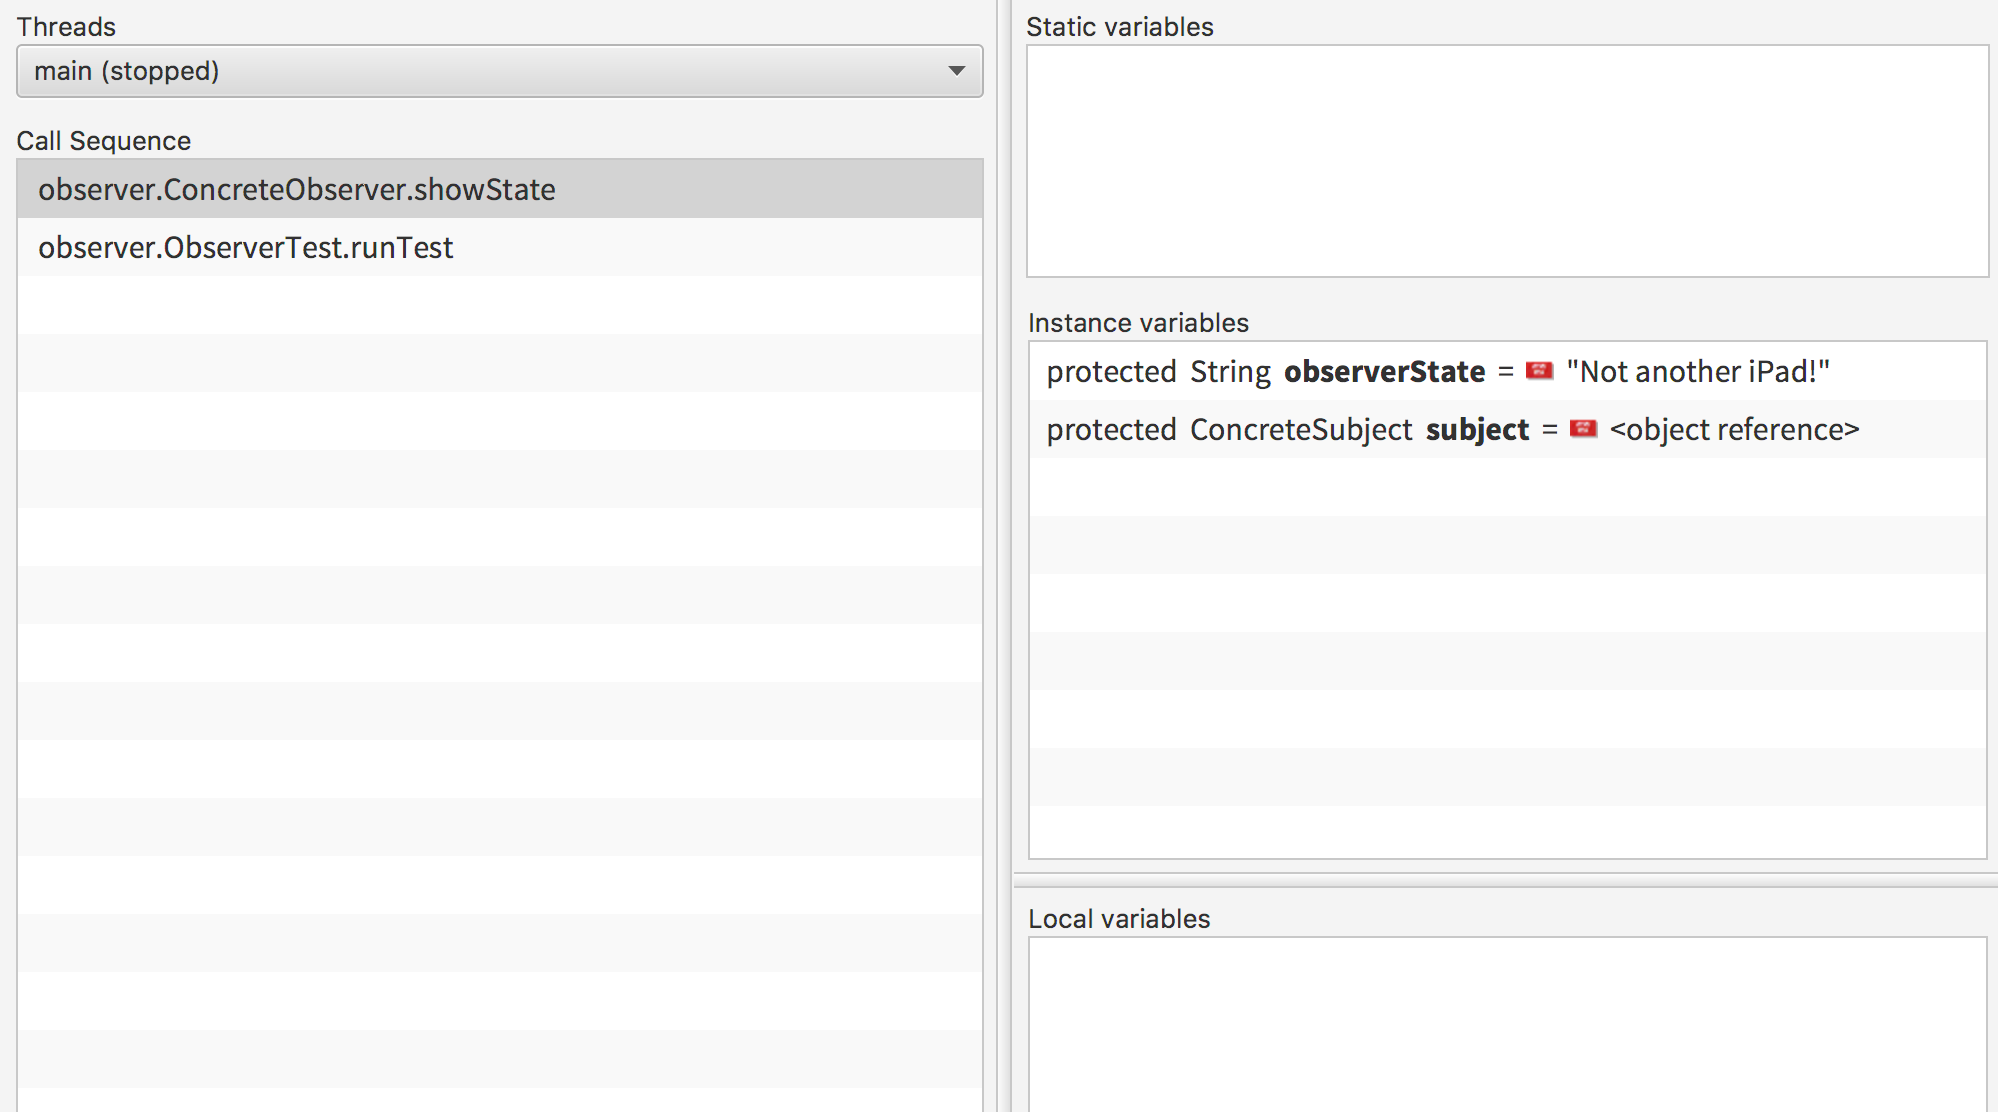 Threads
main (stopped)
Call Sequence
observer.ConcreteObserver.showState
observer.ObserverTest.runTest
Static variables
Instance variables
protected String observerState = "Not another iPad!"
protected ConcreteSubject subject = <object reference>
Local variables